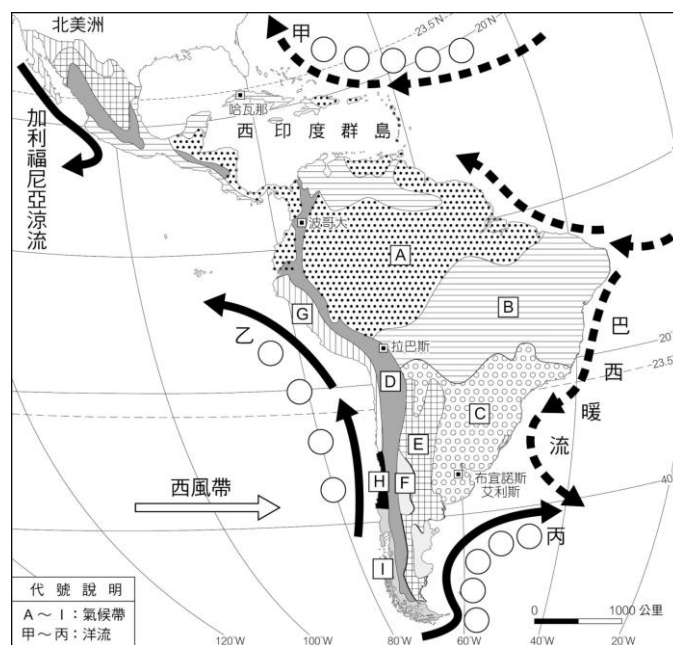 北美洲
甲
23.5°N
20°N
哈瓦那
西印度群島
加利福尼亞涼流
波哥大
A
B
G
乙
拉巴斯
巴西暖流
20°
23.5°
D
C
E
H
F
布宜諾斯
艾利斯
西風帶
40°
丙
I
代號說明
A~I:氣候帶
甲~丙:洋流
0 1000 公里
120°W
100°W
80°W
60°W
40°W
20°W